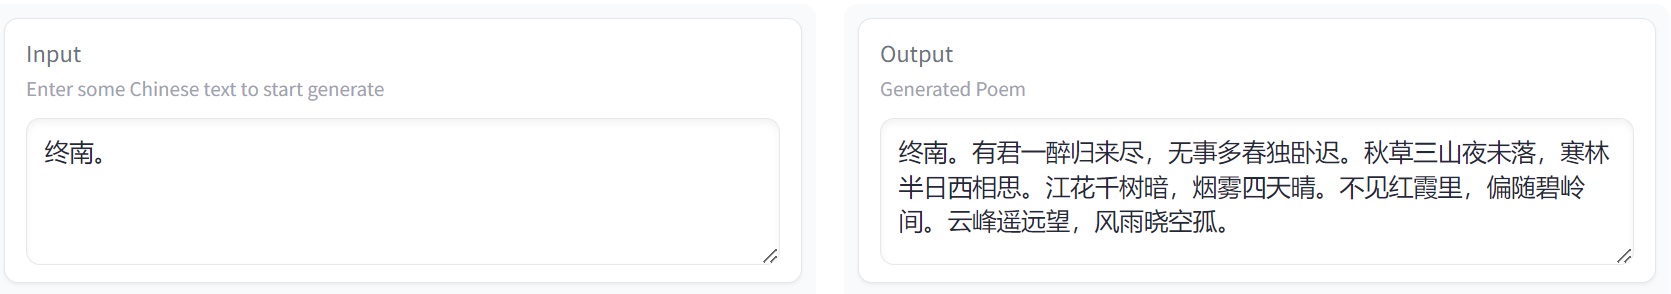 Input
Enter some Chinese text to start generate
终南。
Output
Generated Poem
终南。有君一醉归来尽，无事多春独卧迟。秋草三山夜未落，寒林
半日西相思。江花千树暗，烟雾四天晴。不见红霞里，偏随碧岭
间。云峰遥远望，风雨晓空孤。